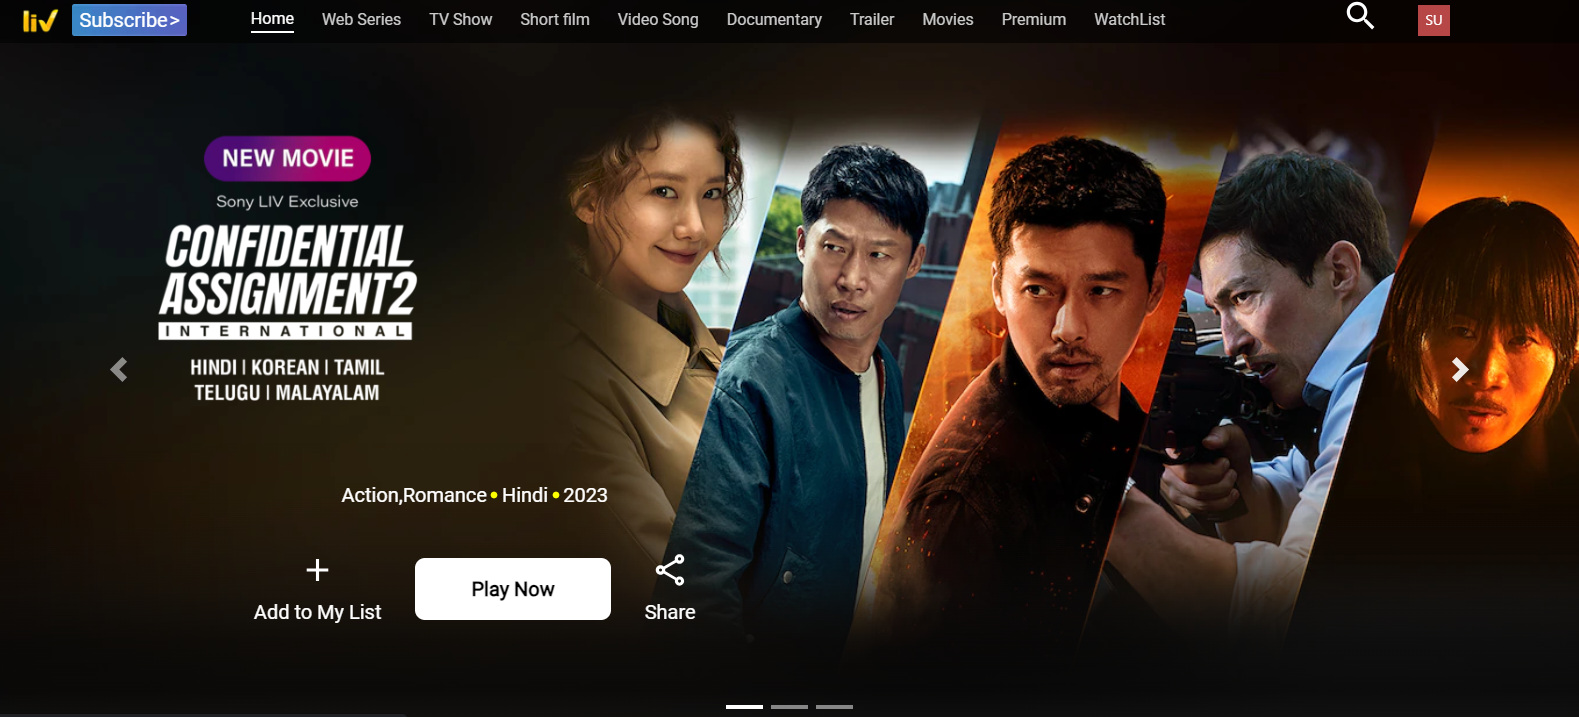 liv Subscribe> Home Web Series TV Show Short film Video Song Documentary Trailer Movies Premium WatchList SU
NEW MOVIE
Sony LIV Exclusive
CONFIDENTIAL
ASSIGNMENT2
INTERNATIONAL
HINDI | KOREAN | TAMIL
TELUGU | MALAYALAM
Action,Romance • Hindi • 2023
Add to My List
Play Now
Share